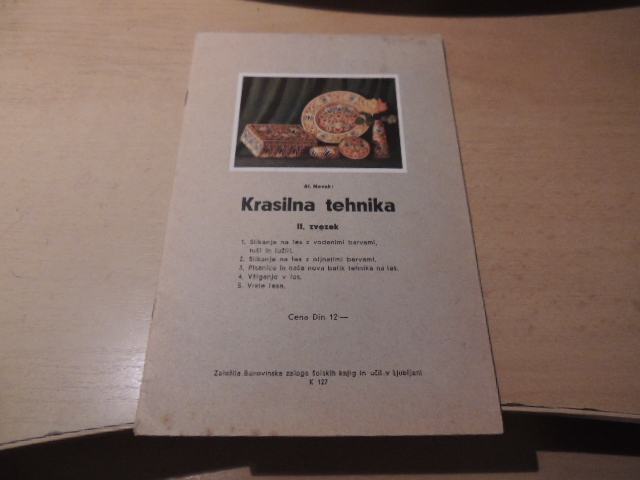 Al. Novak:
Krasilna tehnika
II. zvezek
1. Slikanje na les z vodenimi barvami,
tuši in lužili.
2. Slikanje na les z oljnatimi barvami.
3. Pisanice in naša nova batik tehnika na les.
4. Vžiganje v les.
5. Vrste lesa.
Cena Din 12—
Založila Banovinska zaloga šolskih knjig in učil v Ljubljani
K 127